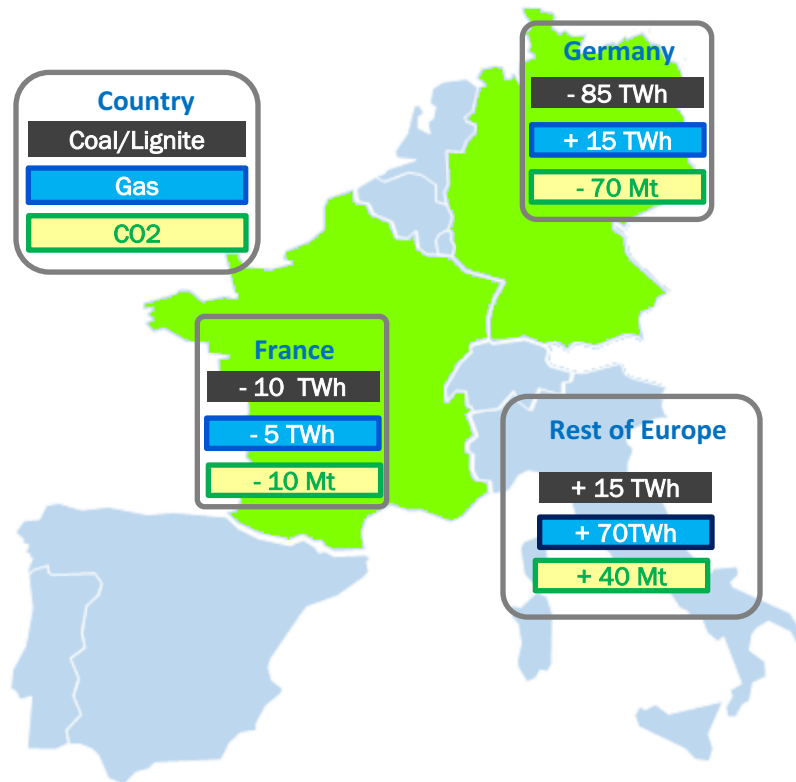 Germany
- 85 TWh
+ 15 TWh
- 70 Mt
Country
Coal/Lignite
Gas
CO2
France
- 10 TWh
- 5 TWh
- 10 Mt
Rest of Europe
+ 15 TWh
+ 70TWh
+ 40 Mt